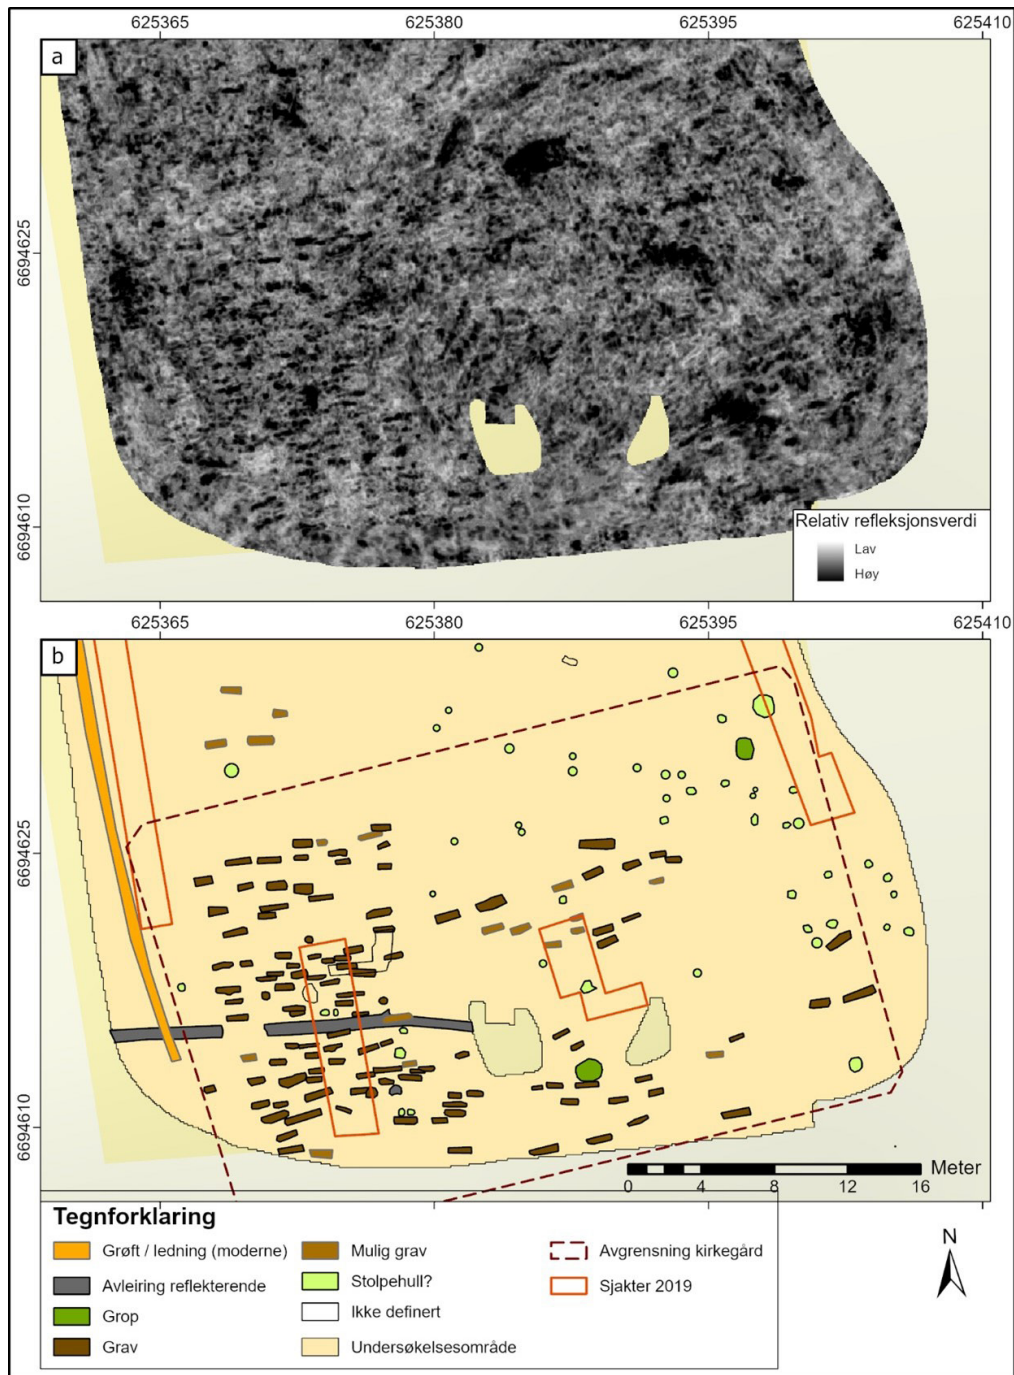 625365 625380 625395 625410
a
6694625
6694610
Relativ refleksjonsverdi
Lav
Høy
625365 625380 625395 625410
b
6694625
6694610
Meter
0 4 8 12 16
Tegnforklaring
Grøft / ledning (moderne)
Avleiring reflekterende
Grop
Grav
Mulig grav
Stolpehull?
Ikke definert
Undersøkelsesområde
Avgrensning kirkegård
Sjakter 2019
N